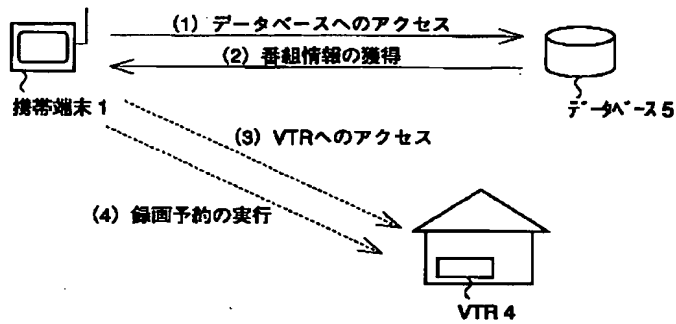 (1) データベースへのアクセス
(2) 番組情報の獲得
携帯端末 1
データベース 5
(3) VTRへのアクセス
(4) 録画予約の実行
VTR 4